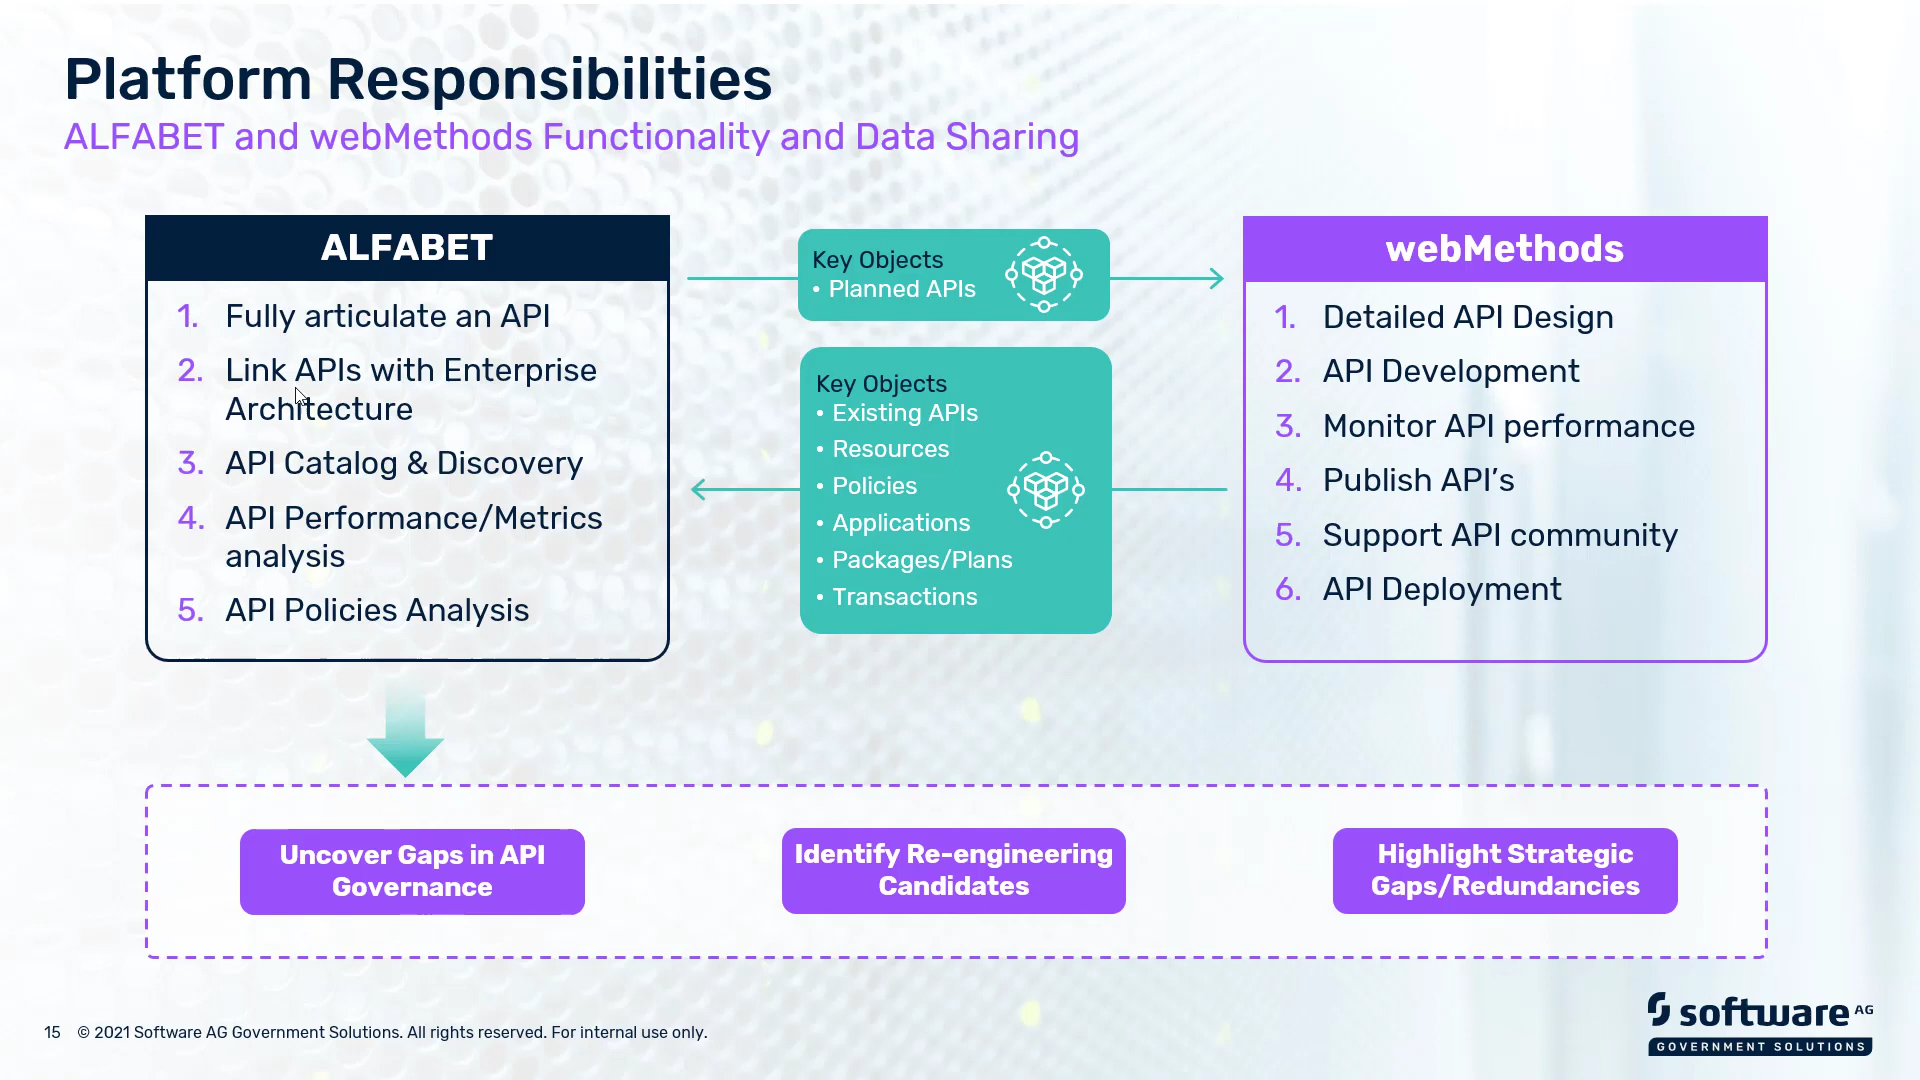 Platform Responsibilities
ALFABET and webMethods Functionality and Data Sharing
ALFABET
1. Fully articulate an API
2. Link APIs with Enterprise
Architecture
3. API Catalog & Discovery
4. API Performance/Metrics
analysis
5. API Policies Analysis
Key Objects
• Planned APIs
Key Objects
• Existing APIs
• Resources
• Policies
• Applications
• Packages/Plans
• Transactions
webMethods
1. Detailed API Design
2. API Development
3. Monitor API performance
4. Publish API’s
5. Support API community
6. API Deployment
Uncover Gaps in API
Governance
Identify Re-engineering
Candidates
Highlight Strategic
Gaps/Redundancies
15 © 2021 Software AG Government Solutions. All rights reserved. For internal use only.
software AG
GOVERNMENT SOLUTIONS